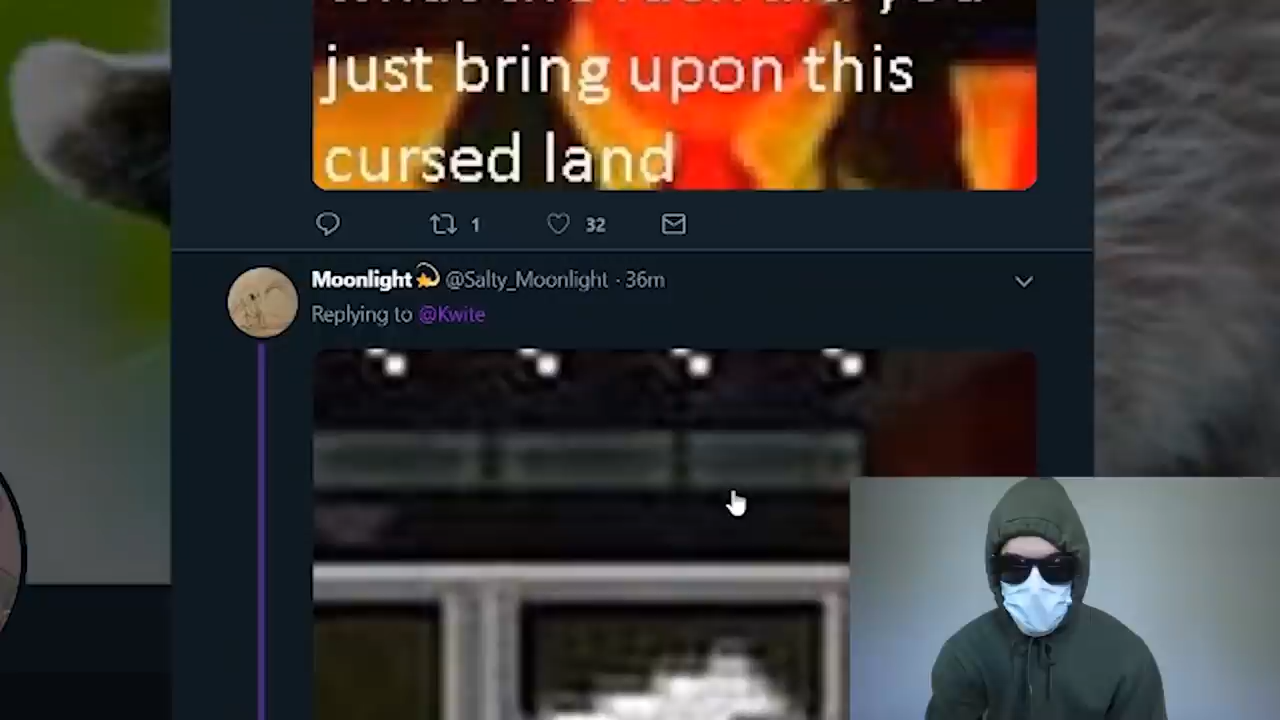 just bring upon this
cursed land
1 32
Moonlight💫 @Salty_Moonlight · 36m
Replying to @Kwite